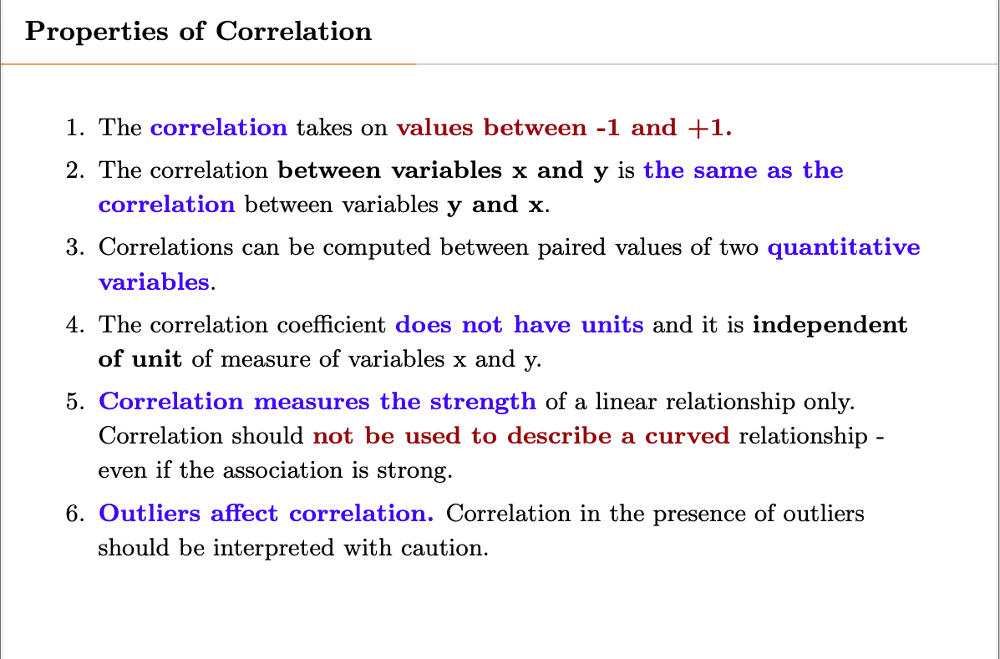 Properties of Correlation
1. The correlation takes on values between -1 and +1.
2. The correlation between variables x and y is the same as the
correlation between variables y and x.
3. Correlations can be computed between paired values of two quantitative
variables.
4. The correlation coefficient does not have units and it is independent
of unit of measure of variables x and y.
5. Correlation measures the strength of a linear relationship only.
Correlation should not be used to describe a curved relationship -
even if the association is strong.
6. Outliers affect correlation. Correlation in the presence of outliers
should be interpreted with caution.